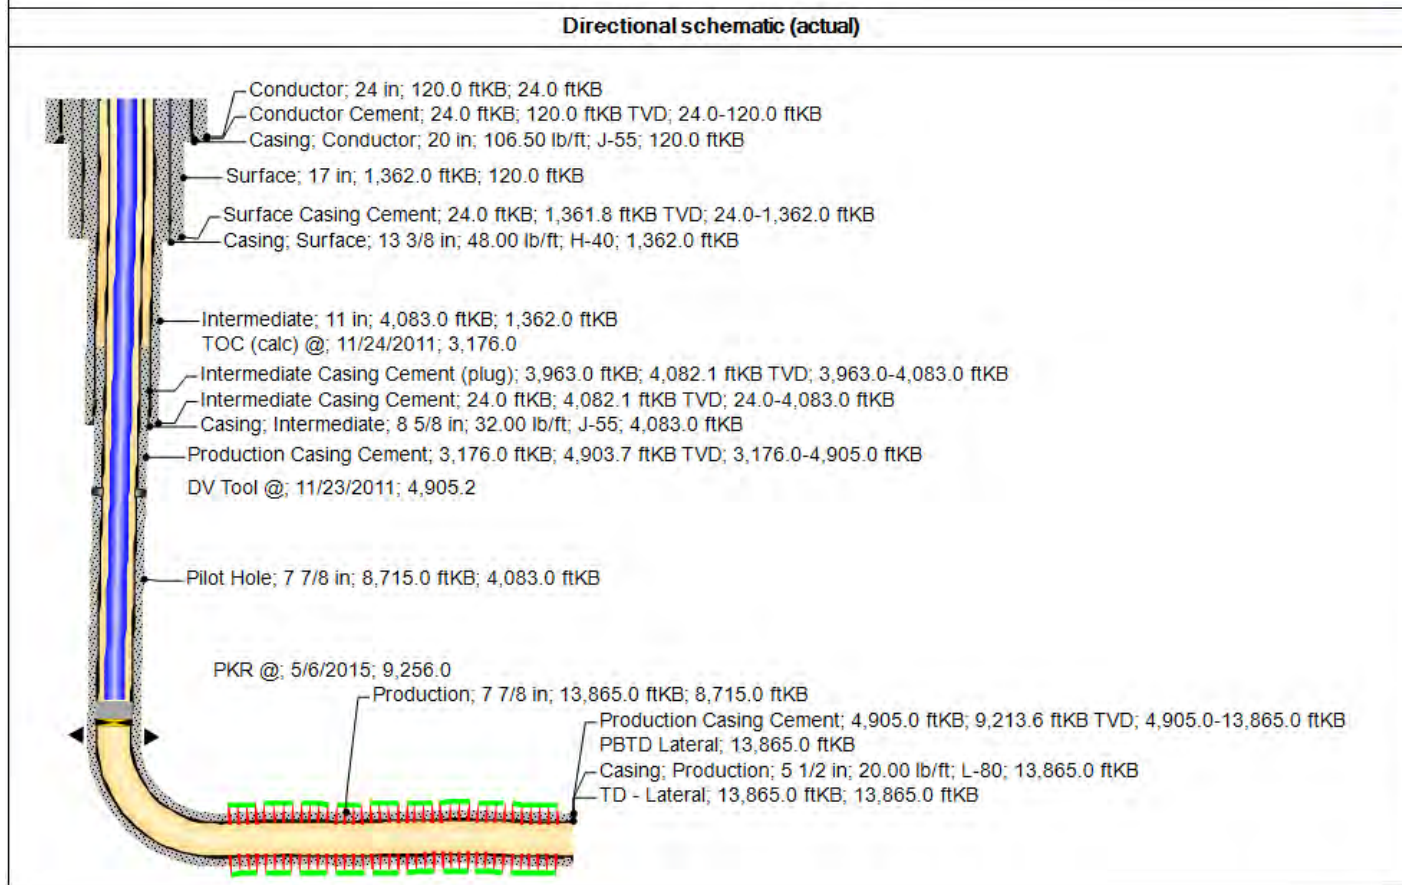 Directional schematic (actual)
Conductor; 24 in; 120.0 ftKB; 24.0 ftKB
Conductor Cement; 24.0 ftKB; 120.0 ftKB TVD; 24.0-120.0 ftKB
Casing; Conductor; 20 in; 106.50 lb/ft; J-55; 120.0 ftKB
Surface; 17 in; 1,362.0 ftKB; 120.0 ftKB
Surface Casing Cement; 24.0 ftKB; 1,361.8 ftKB TVD; 24.0-1,362.0 ftKB
Casing; Surface; 13 3/8 in; 48.00 lb/ft; H-40; 1,362.0 ftKB
Intermediate; 11 in; 4,083.0 ftKB; 1,362.0 ftKB
TOC (calc) @; 11/24/2011; 3,176.0
Intermediate Casing Cement (plug); 3,963.0 ftKB; 4,082.1 ftKB TVD; 3,963.0-4,083.0 ftKB
Intermediate Casing Cement; 24.0 ftKB; 4,082.1 ftKB TVD; 24.0-4,083.0 ftKB
Casing; Intermediate; 8 5/8 in; 32.00 lb/ft; J-55; 4,083.0 ftKB
Production Casing Cement; 3,176.0 ftKB; 4,903.7 ftKB TVD; 3,176.0-4,905.0 ftKB
DV Tool @; 11/23/2011; 4,905.2
Pilot Hole; 7 7/8 in; 8,715.0 ftKB; 4,083.0 ftKB
PKR @; 5/6/2015; 9,256.0
Production; 7 7/8 in; 13,865.0 ftKB; 8,715.0 ftKB
Production Casing Cement; 4,905.0 ftKB; 9,213.6 ftKB TVD; 4,905.0-13,865.0 ftKB
PBTD Lateral; 13,865.0 ftKB
Casing; Production; 5 1/2 in; 20.00 lb/ft; L-80; 13,865.0 ftKB
TD - Lateral; 13,865.0 ftKB; 13,865.0 ftKB